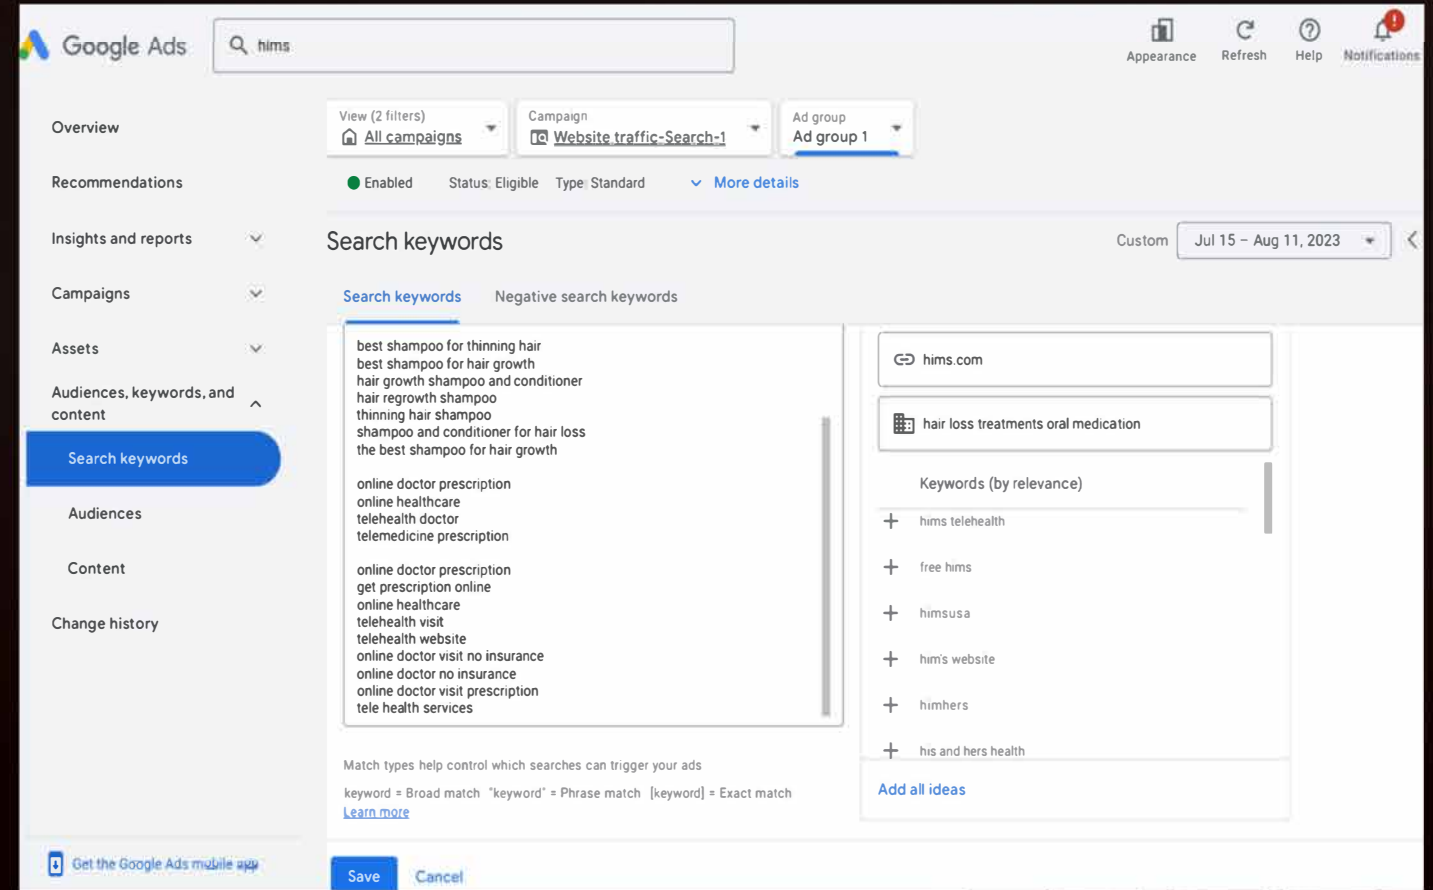 Google Ads
hims
Appearance
Refresh
Help
Notifications
Overview
Recommendations
Insights and reports
Campaigns
Assets
Audiences, keywords, and
content
Search keywords
Audiences
Content
Change history
Get the Google Ads mobile app
View (2 filters)
All campaigns
Campaign
Website traffic-Search-1
Ad group
Ad group 1
Enabled
Status: Eligible
Type: Standard
More details
Search keywords
Custom
Jul 15 – Aug 11, 2023
Search keywords
Negative search keywords
best shampoo for thinning hair
best shampoo for hair growth
hair growth shampoo and conditioner
hair regrowth shampoo
thinning hair shampoo
shampoo and conditioner for hair loss
the best shampoo for hair growth
online doctor prescription
online healthcare
telehealth doctor
telemedicine prescription
online doctor prescription
get prescription online
online healthcare
telehealth visit
telehealth website
online doctor visit no insurance
online doctor no insurance
online doctor visit prescription
tele health services
Match types help control which searches can trigger your ads
keyword = Broad match "keyword" = Phrase match [keyword] = Exact match
Learn more
Save
Cancel
hims.com
hair loss treatments oral medication
Keywords (by relevance)
hims telehealth
free hims
himsusa
him's website
himhers
his and hers health
Add all ideas